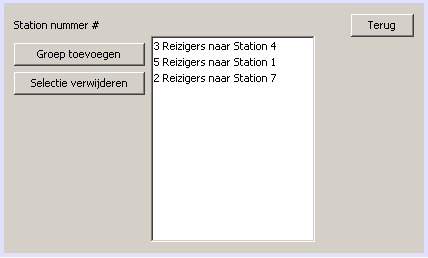 Station nummer #
Terug
Groep toevoegen
Selectie verwijderen
3 Reizigers naar Station 4
5 Reizigers naar Station 1
2 Reizigers naar Station 7